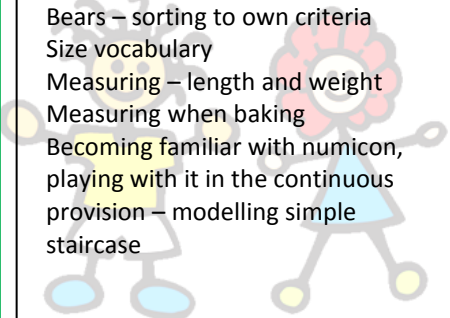 Bears – sorting to own criteria
Size vocabulary
Measuring – length and weight
Measuring when baking
Becoming familiar with numicon,
playing with it in the continuous
provision – modelling simple
staircase